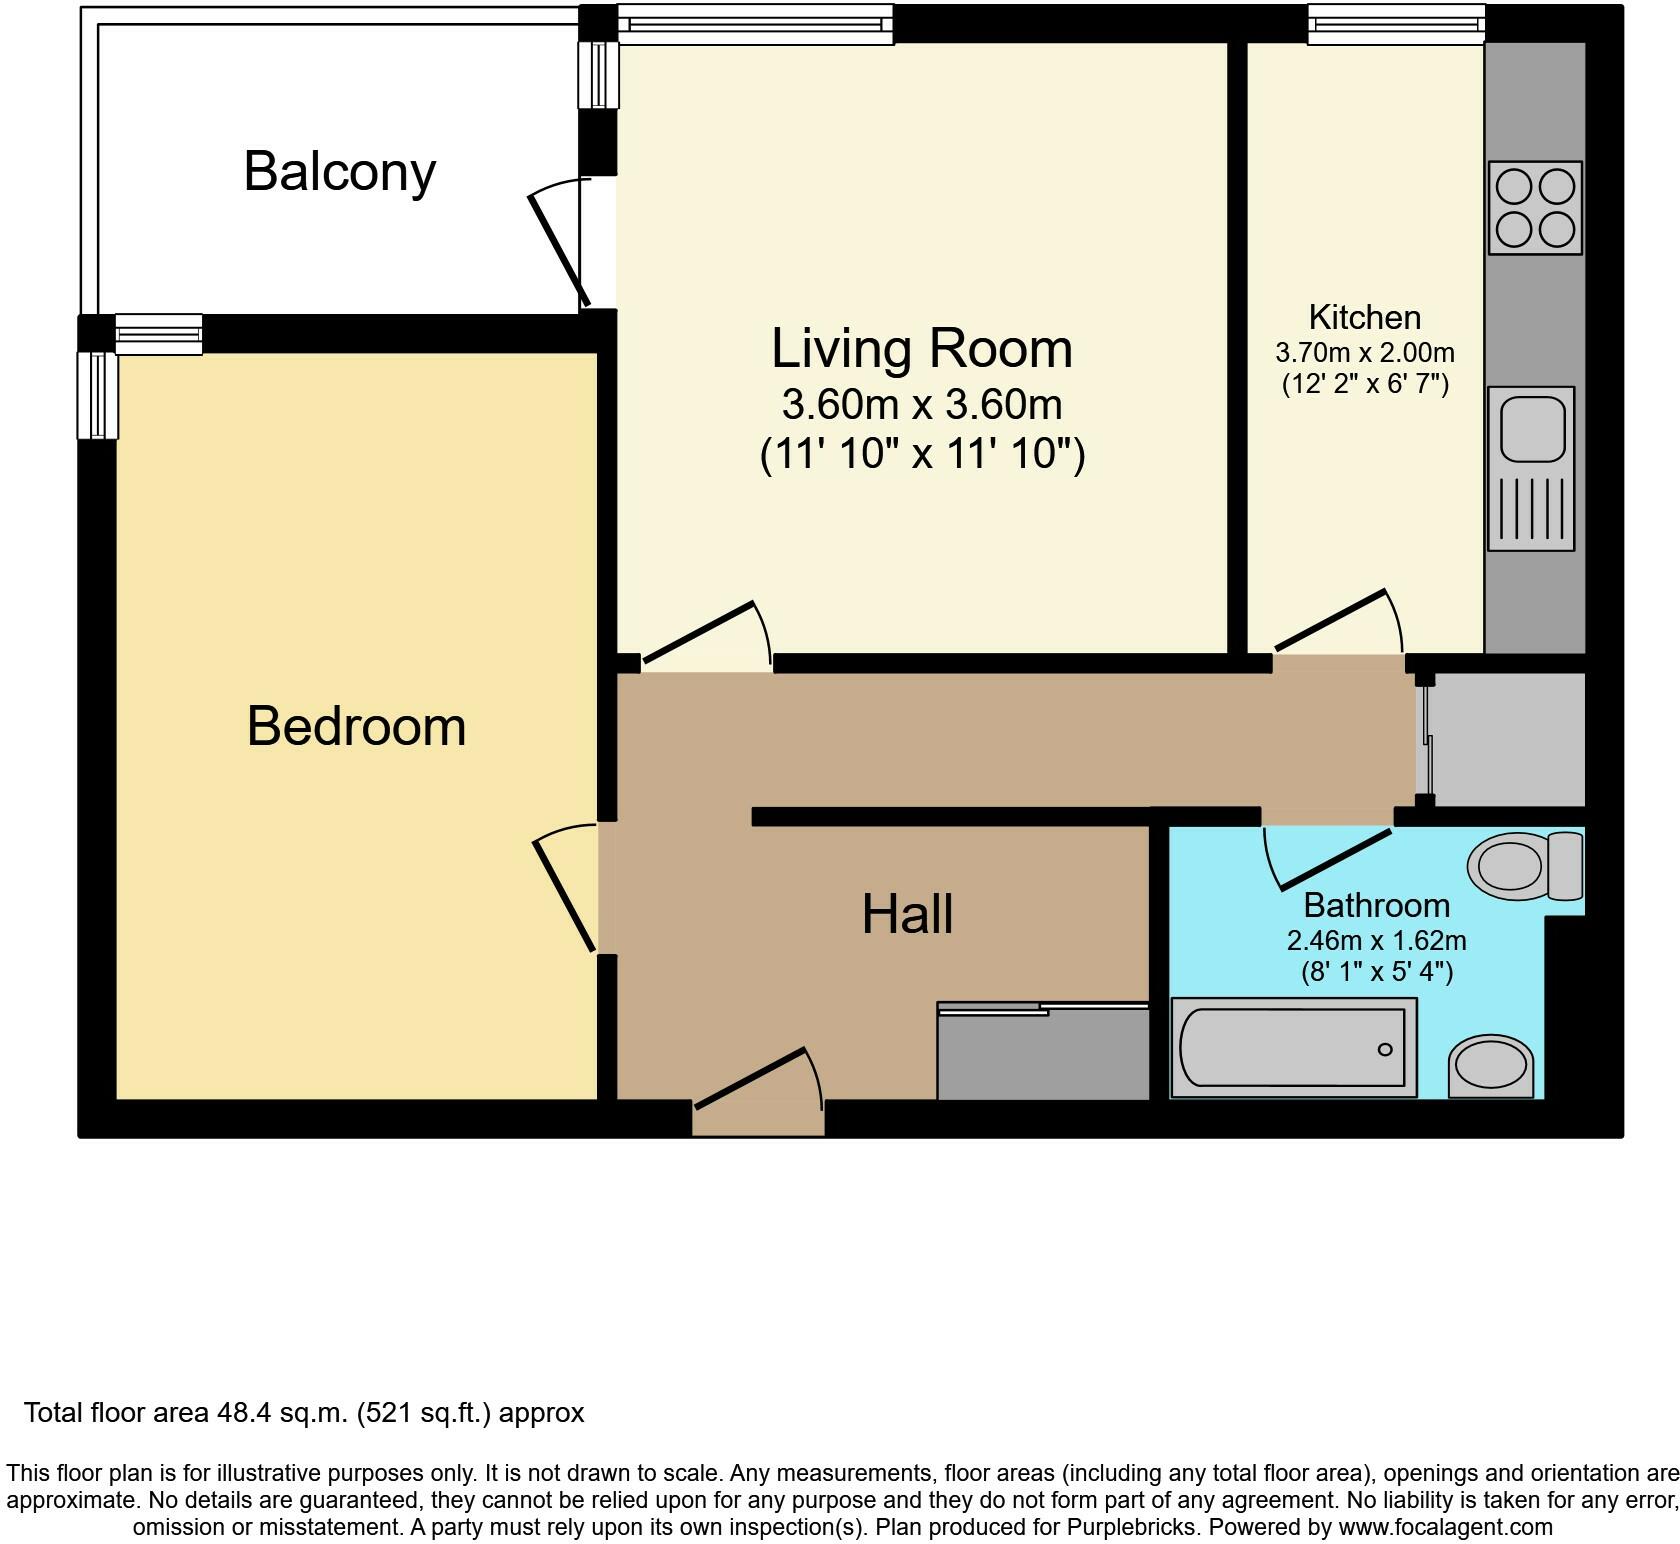 Balcony
Living Room
3.60m x 3.60m
(11' 10" x 11' 10")
Kitchen
3.70m x 2.00m
(12' 2" x 6' 7")
Bedroom
Hall
Bathroom
2.46m x 1.62m
(8' 1" x 5' 4")
Total floor area 48.4 sq.m. (521 sq.ft.) approx
This floor plan is for illustrative purposes only. It is not drawn to scale. Any measurements, floor areas (including any total floor area), openings and orientation are
approximate. No details are guaranteed, they cannot be relied upon for any purpose and they do not form part of any agreement. No liability is taken for any error,
omission or misstatement. A party must rely upon its own inspection(s). Plan produced for Purplebricks. Powered by www.focalagent.com